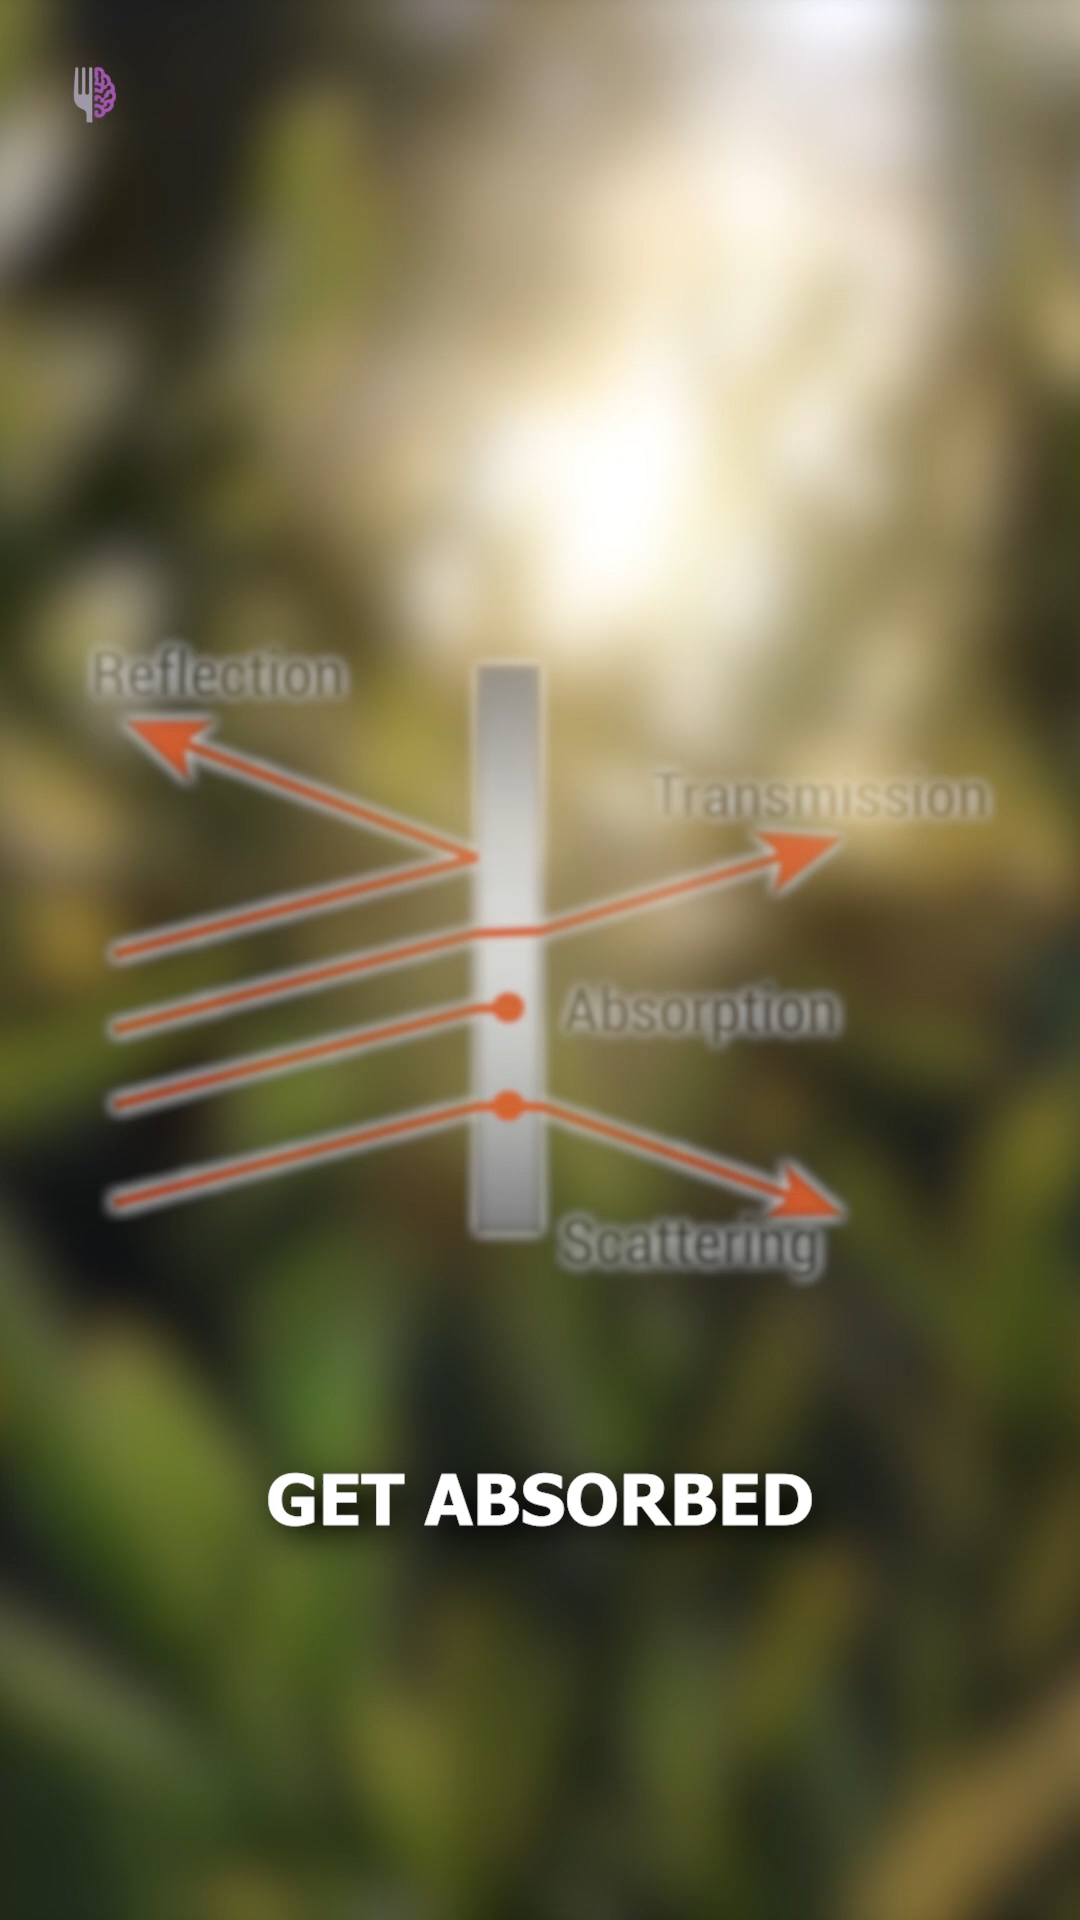 Reflection
Transmission
Absorption
Scattering
GET ABSORBED